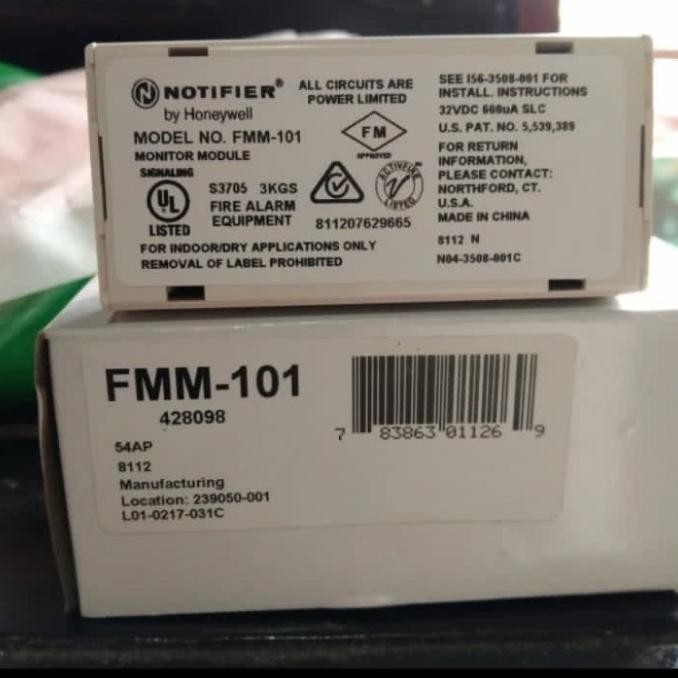 NOTIFIER®
by Honeywell
MODEL NO. FMM-101
MONITOR MODULE
SIGNALING
UL
LISTED
S3705 3KGS
FIRE ALARM
EQUIPMENT
FOR INDOOR/DRY APPLICATIONS ONLY
REMOVAL OF LABEL PROHIBITED
ALL CIRCUITS ARE
POWER LIMITED
FM
APPROVED
ACTIVFIRE
LISTED
811207629665
SEE I56-3508-001 FOR
INSTALL. INSTRUCTIONS
32VDC 600uA SLC
U.S. PAT. NO. 5,539,389
FOR RETURN
INFORMATION,
PLEASE CONTACT:
NORTHFORD, CT.
U.S.A.
MADE IN CHINA
8112 N
N04-3508-001C
FMM-101
428098
54AP
8112
Manufacturing
Location: 239050-001
L01-0217-031C
7 83863 01126 9